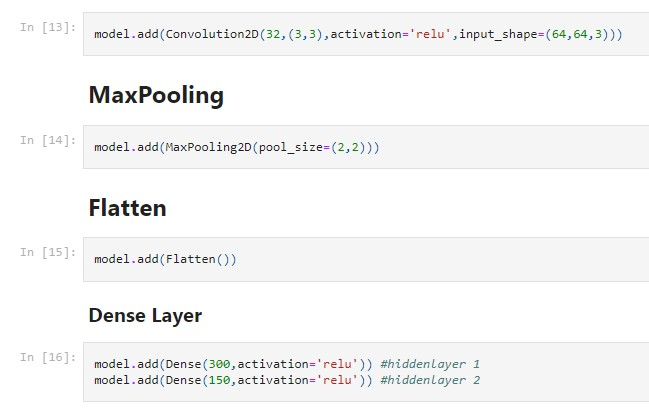 In [13]: model.add(Convolution2D(32,(3,3),activation='relu',input_shape=(64,64,3)))
MaxPooling
In [14]: model.add(MaxPooling2D(pool_size=(2,2)))
Flatten
In [15]: model.add(Flatten())
Dense Layer
In [16]: model.add(Dense(300,activation='relu')) #hiddenlayer 1
model.add(Dense(150,activation='relu')) #hiddenlayer 2